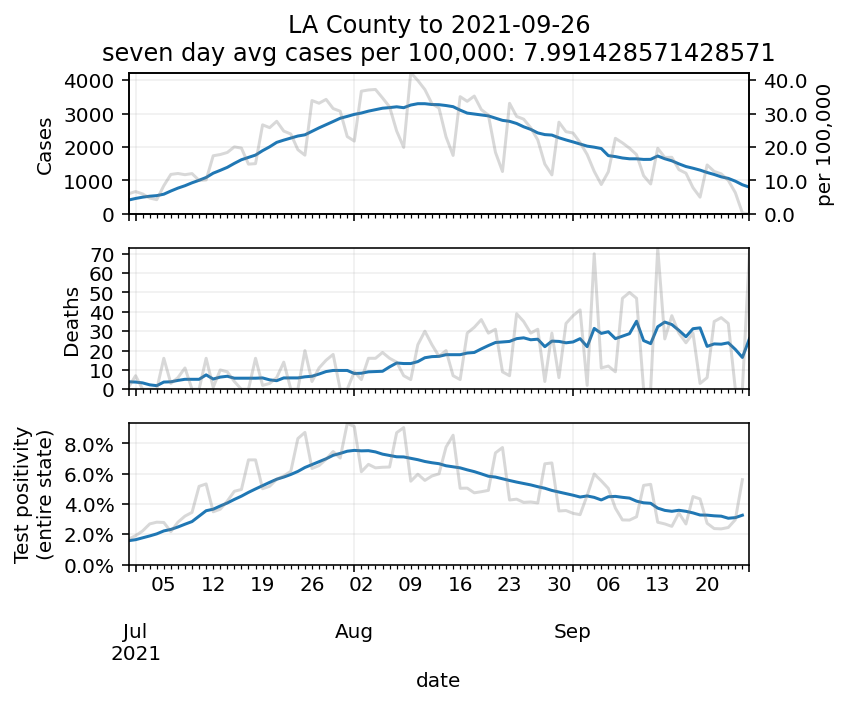 LA County to 2021-09-26
seven day avg cases per 100,000: 7.991428571428571
4000
3000
2000
1000
0
Cases
40.0
30.0
20.0
10.0
0.0
per 100,000
70
60
50
40
30
20
10
0
Deaths
8.0%
6.0%
4.0%
2.0%
0.0%
Test positivity
(entire state)
05 12 19 26 02 09 16 23 30 06 13 20
Jul Aug Sep
2021
date